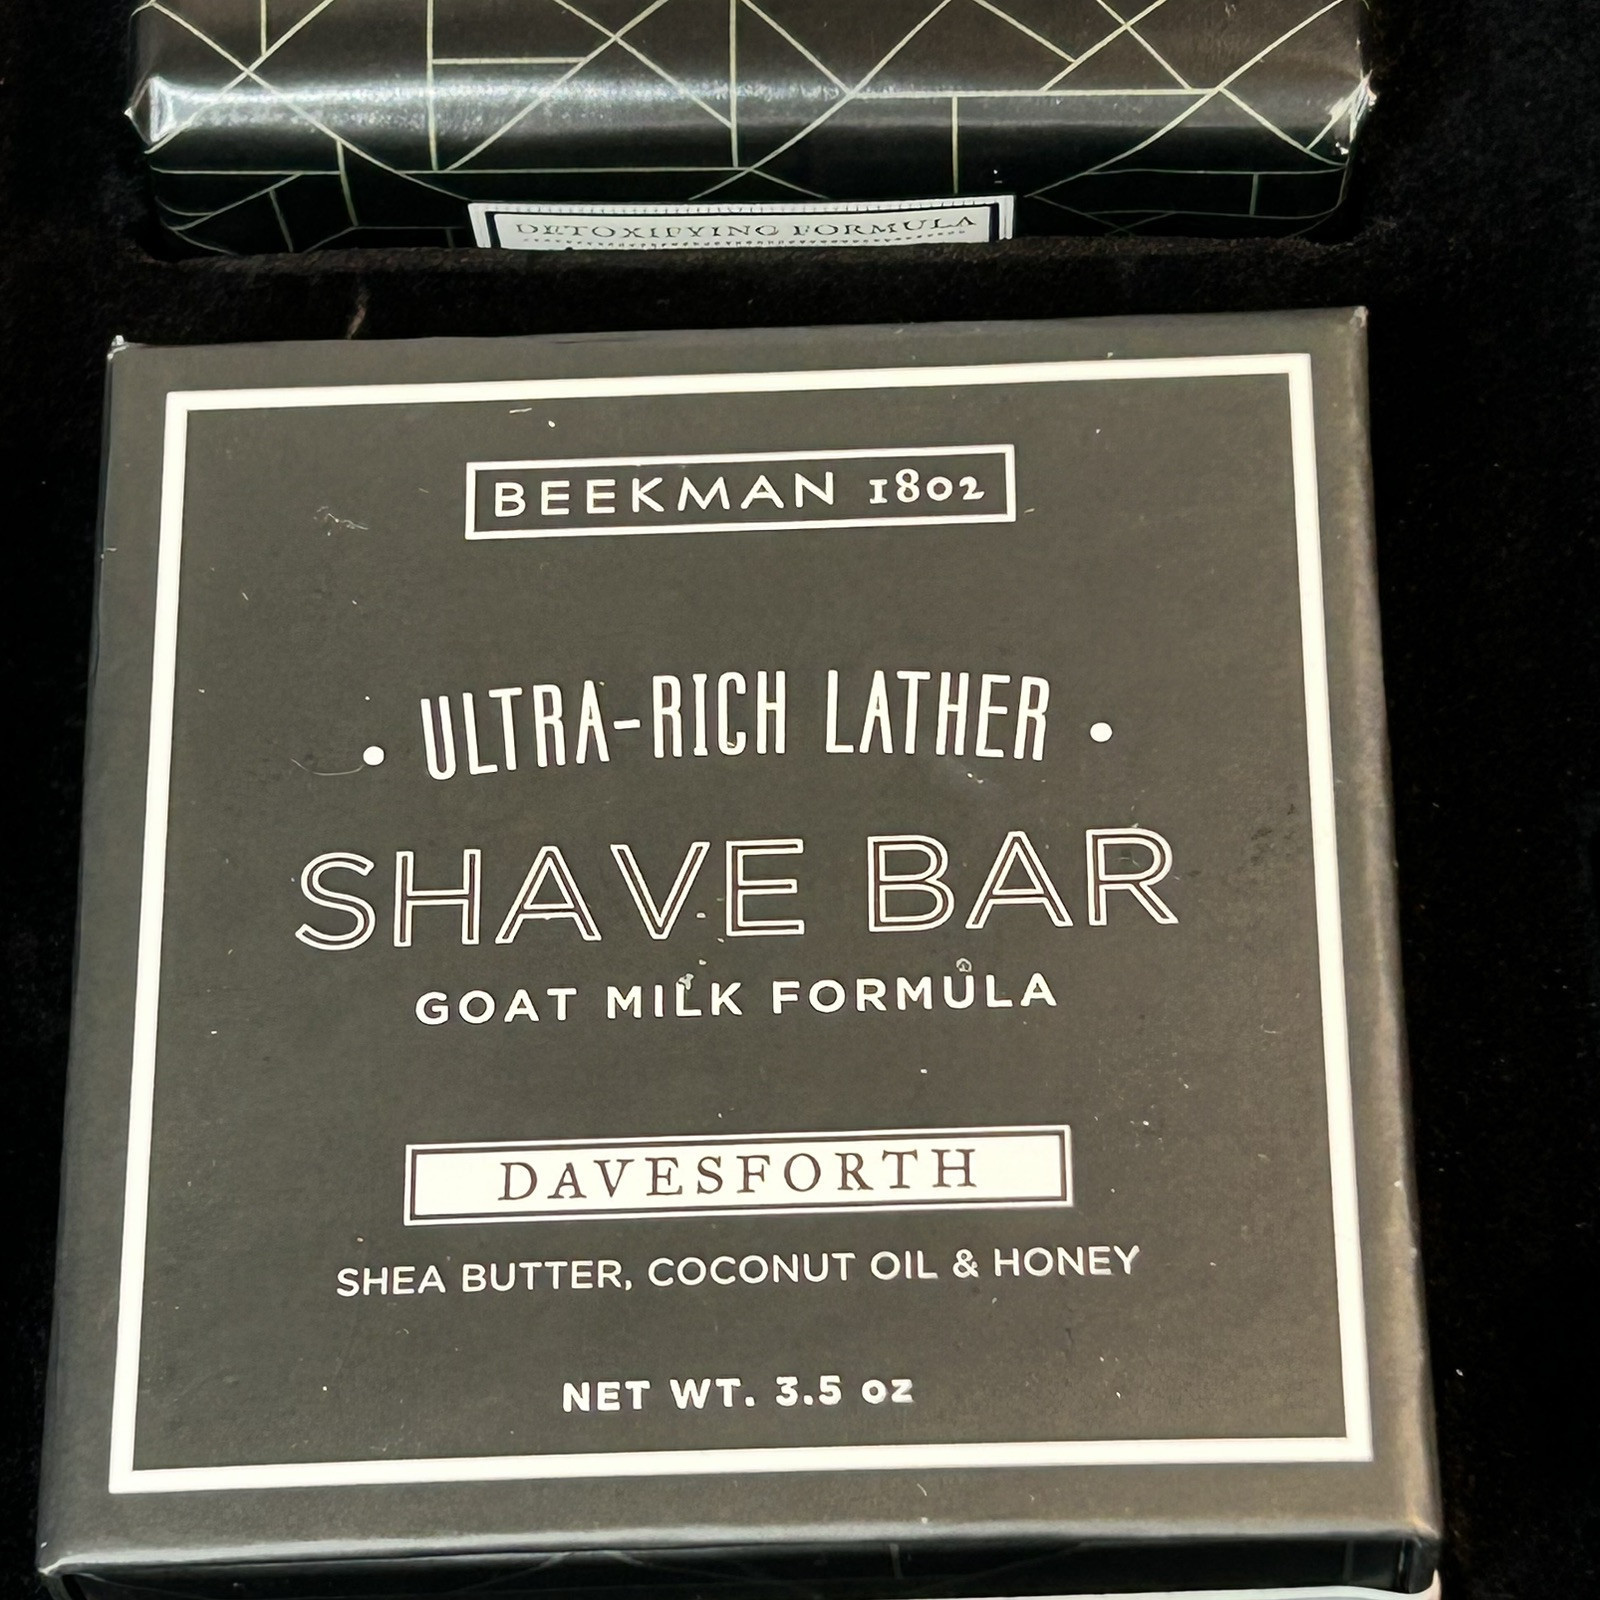 DETOXIFYING FORMULA
BEEKMAN 1802
• ULTRA-RICH LATHER •
SHAVE BAR
GOAT MILK FORMULA
DAVESFORTH
SHEA BUTTER, COCONUT OIL & HONEY
NET WT. 3.5 oz